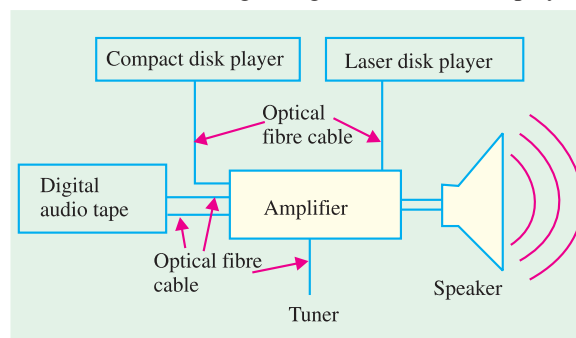 Compact disk player
Laser disk player
Optical
fibre cable
Digital
audio tape
Amplifier
Optical fibre
cable
Speaker
Tuner